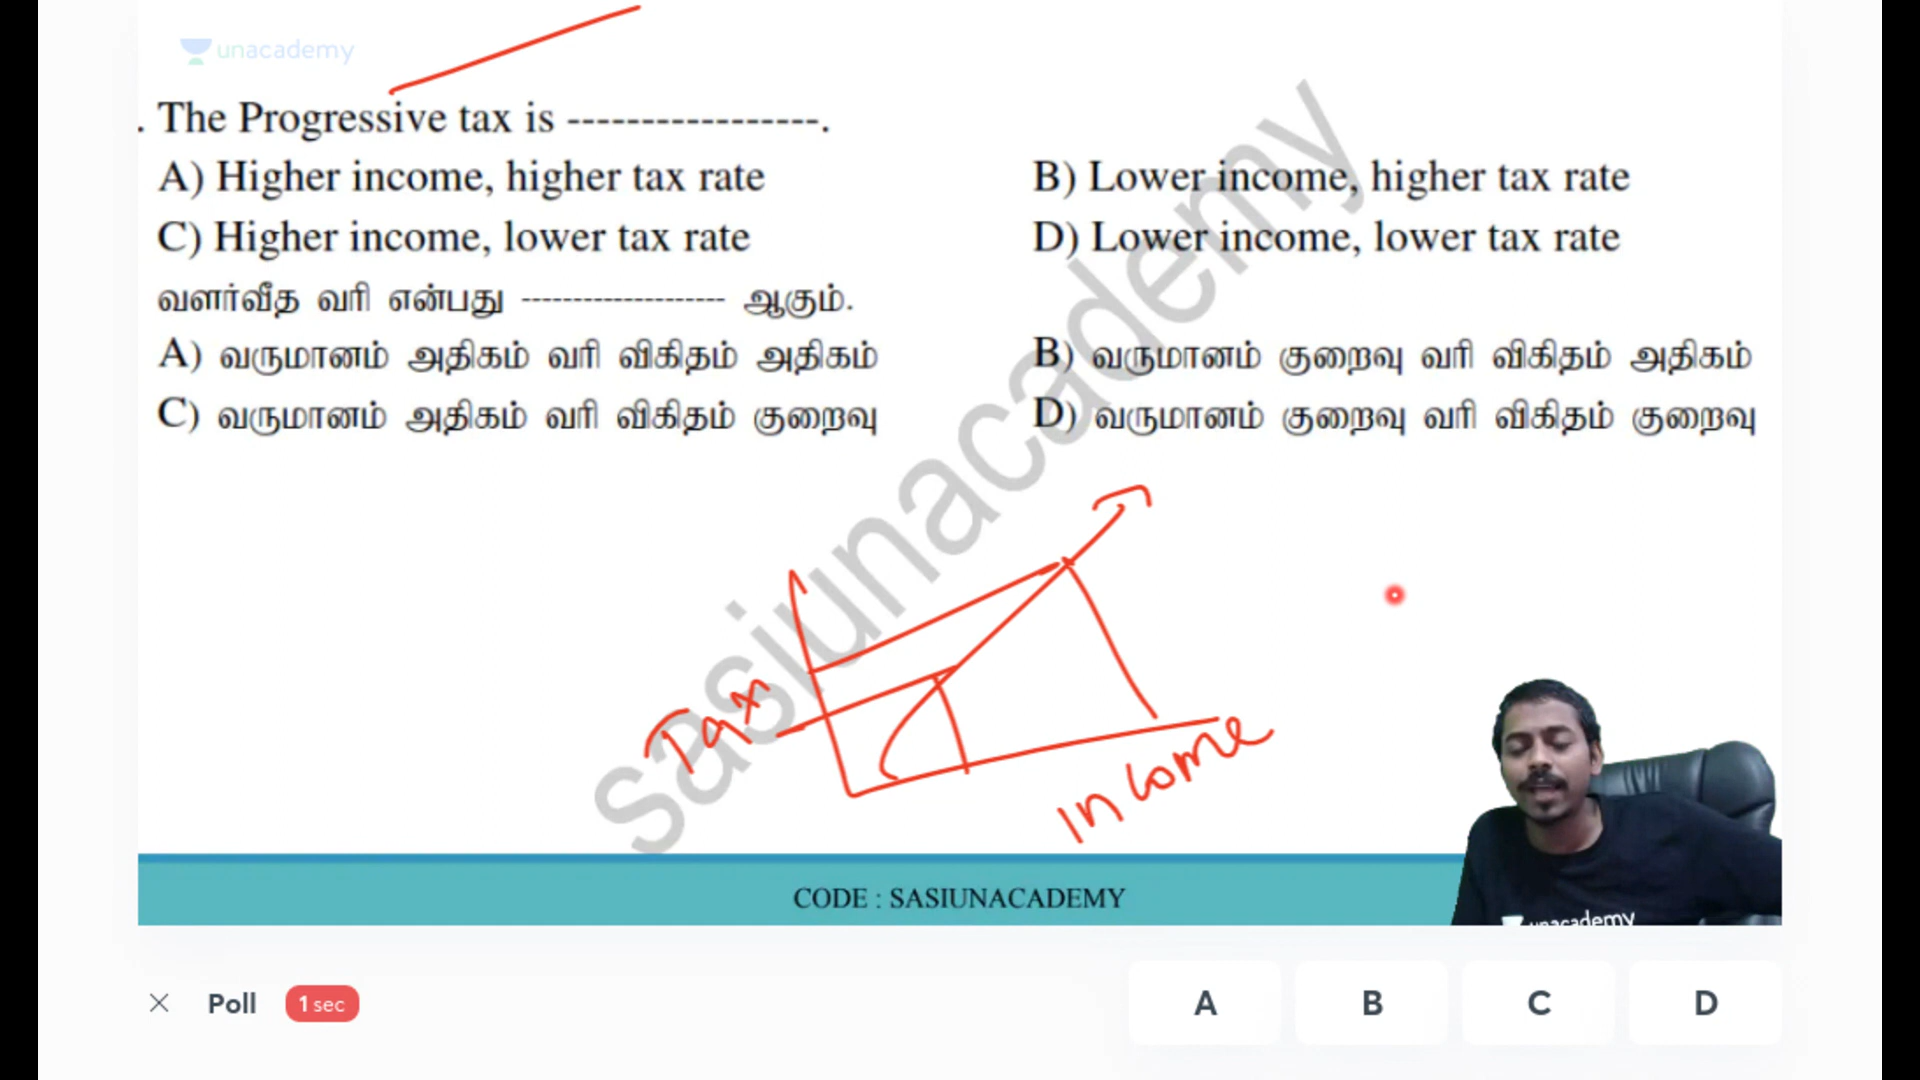 unacademy
. The Progressive tax is -----------------.
A) Higher income, higher tax rate
B) Lower income, higher tax rate
C) Higher income, lower tax rate
D) Lower income, lower tax rate
வளர்வீத வரி என்பது -------------------- ஆகும்.
A) வருமானம் அதிகம் வரி விகிதம் அதிகம்
B) வருமானம் குறைவு வரி விகிதம் அதிகம்
C) வருமானம் அதிகம் வரி விகிதம் குறைவு
D) வருமானம் குறைவு வரி விகிதம் குறைவு
sasiunacademy
Tax
Income
CODE : SASIUNACADEMY
unacademy
Poll 1 sec A B C D